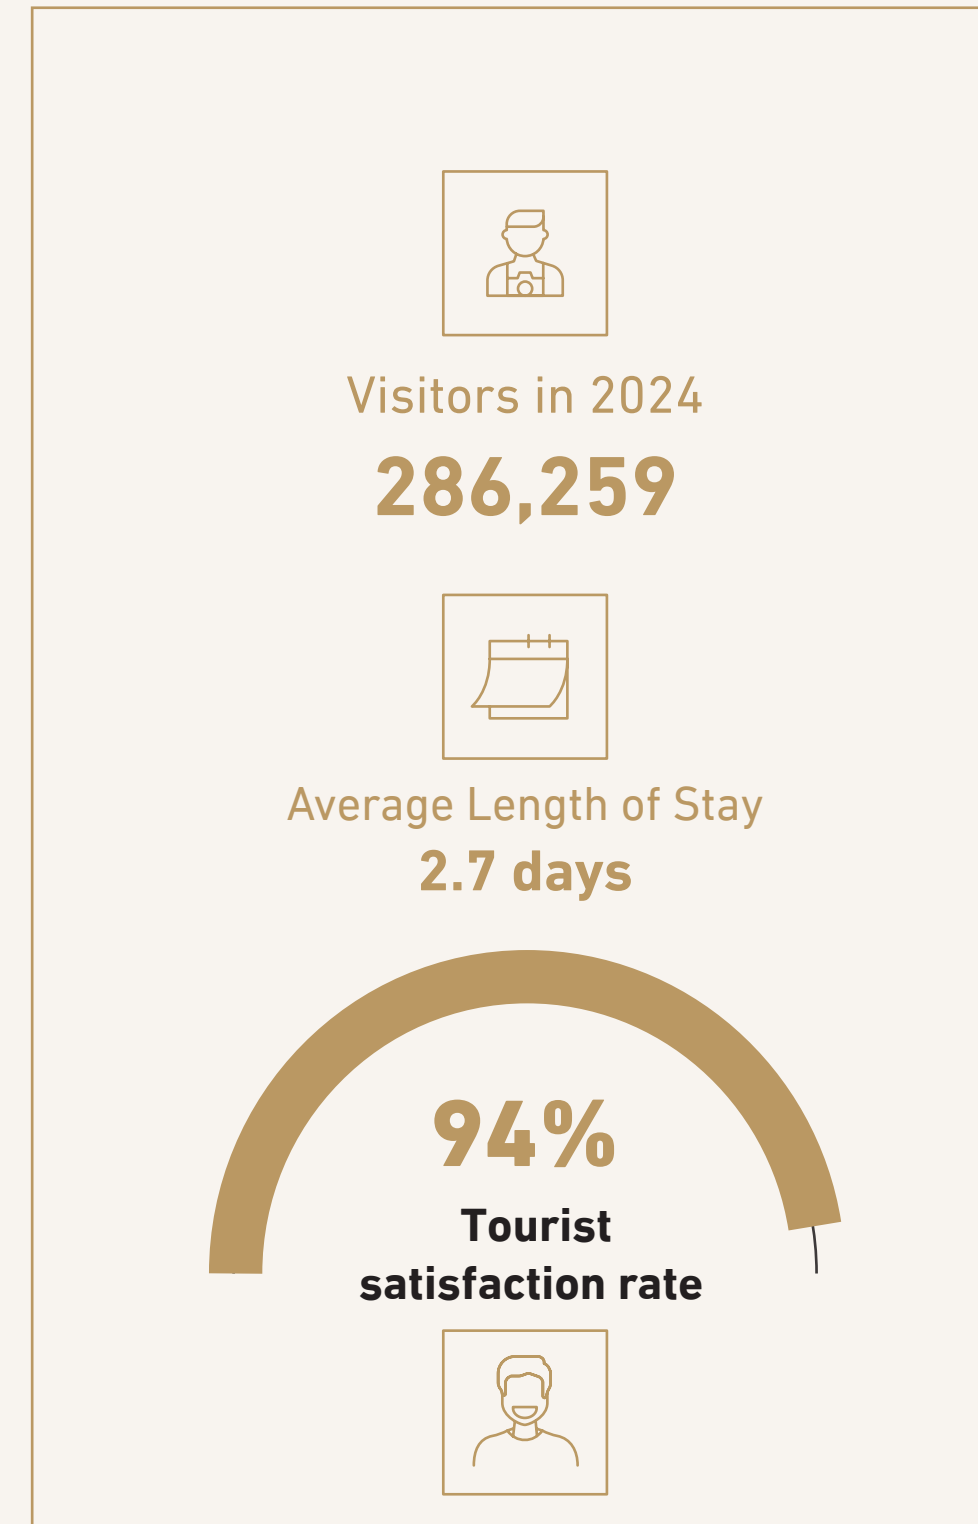 Visitors in 2024
286,259
Average Length of Stay
2.7 days
94%
Tourist
satisfaction rate